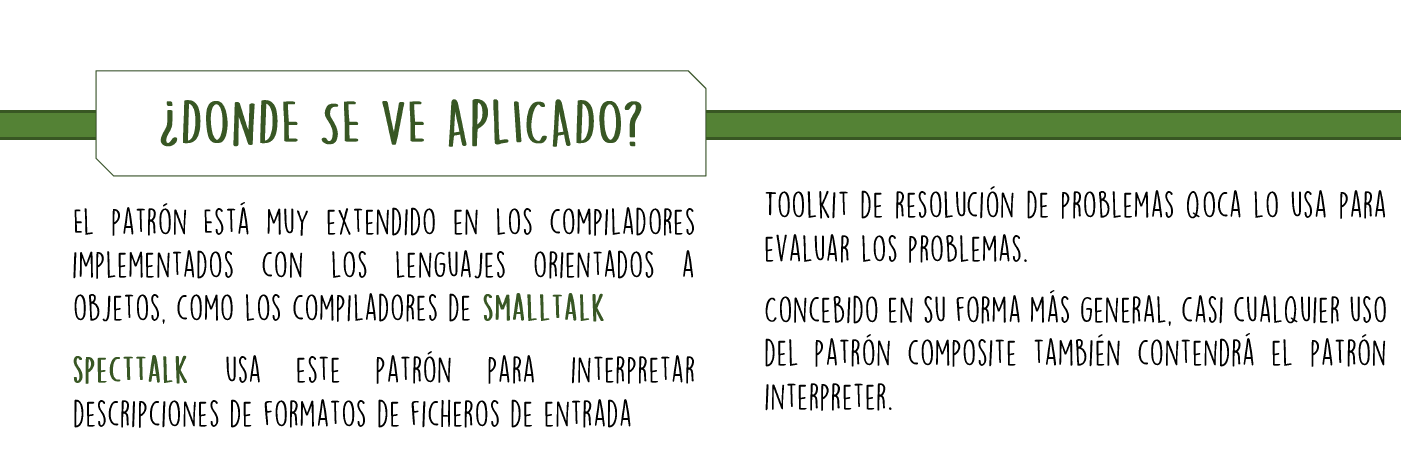 ¿DONDE SE VE APLICADO?
EL PATRÓN ESTÁ MUY EXTENDIDO EN LOS COMPILADORES
IMPLEMENTADOS CON LOS LENGUAJES ORIENTADOS A
OBJETOS, COMO LOS COMPILADORES DE SMALLTALK
SPECTTALK USA ESTE PATRÓN PARA INTERPRETAR
DESCRIPCIONES DE FORMATOS DE FICHEROS DE ENTRADA
TOOLKIT DE RESOLUCIÓN DE PROBLEMAS QOCA LO USA PARA
EVALUAR LOS PROBLEMAS.
CONCEBIDO EN SU FORMA MÁS GENERAL, CASI CUALQUIER USO
DEL PATRÓN COMPOSITE TAMBIÉN CONTENDRÁ EL PATRÓN
INTERPRETER.